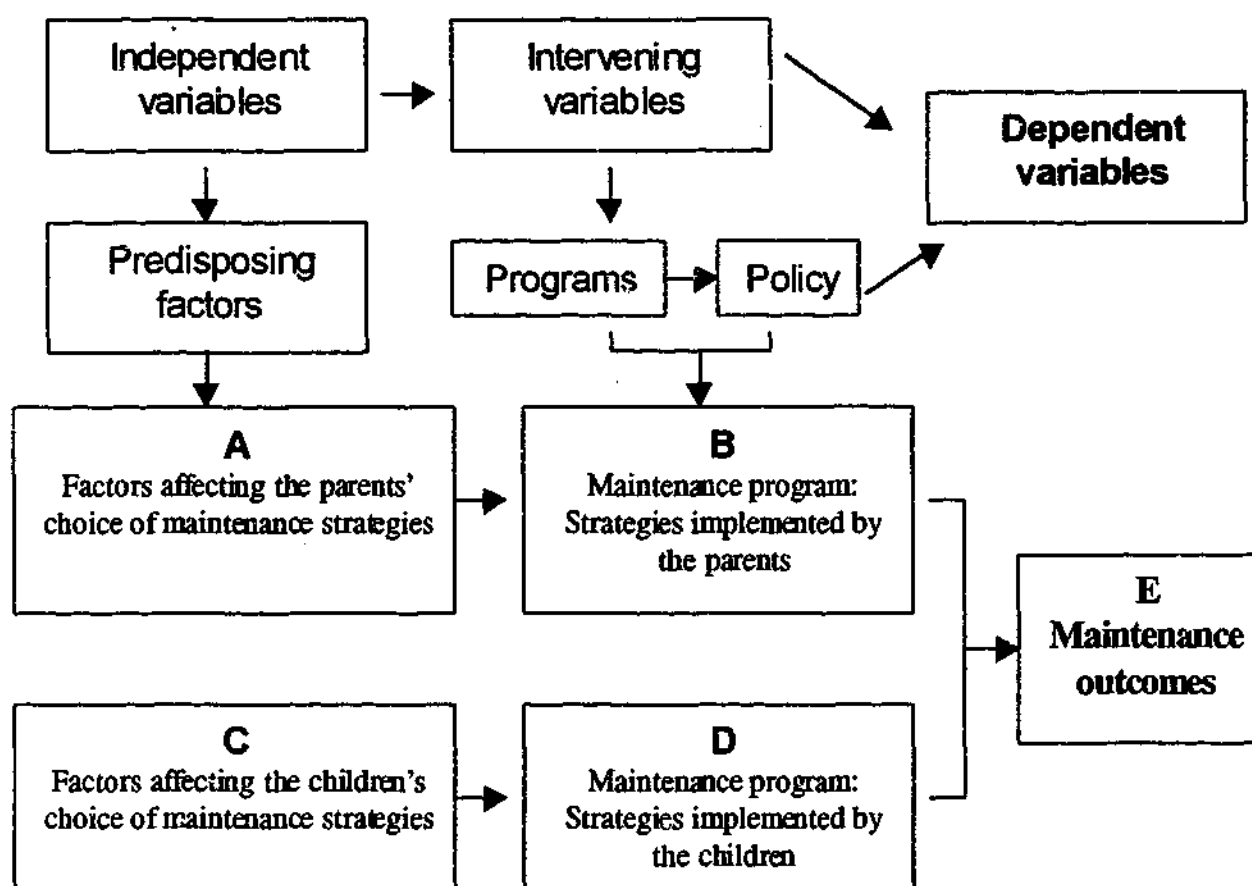 Independent
variables
Intervening
variables
Dependent
variables
Predisposing
factors
Programs
Policy
A
Factors affecting the parents’
choice of maintenance strategies
B
Maintenance program:
Strategies implemented by
the parents
E
Maintenance
outcomes
C
Factors affecting the children’s
choice of maintenance strategies
D
Maintenance program:
Strategies implemented by
the children